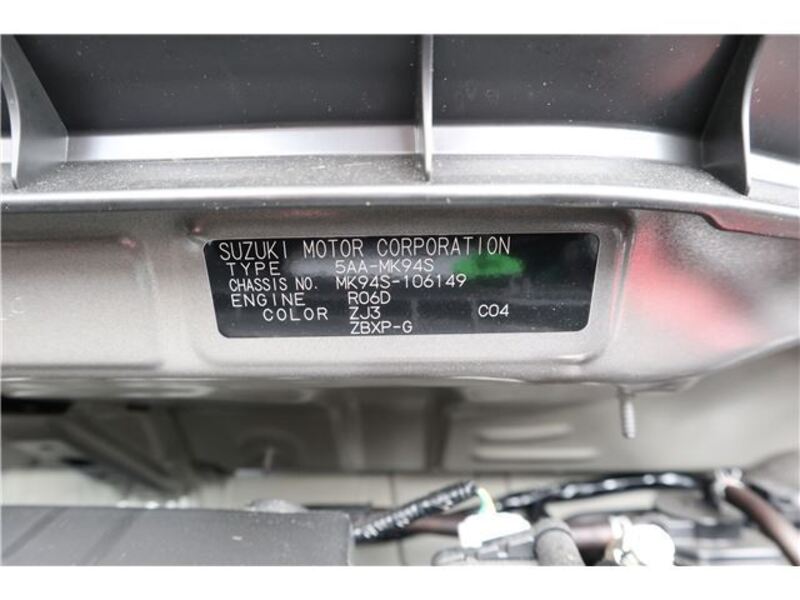 SUZUKI MOTOR CORPORATION
TYPE 5AA-MK94S
CHASSIS NO. MK94S-106149
ENGINE R06D
COLOR ZJ3 C04
ZBXP-G